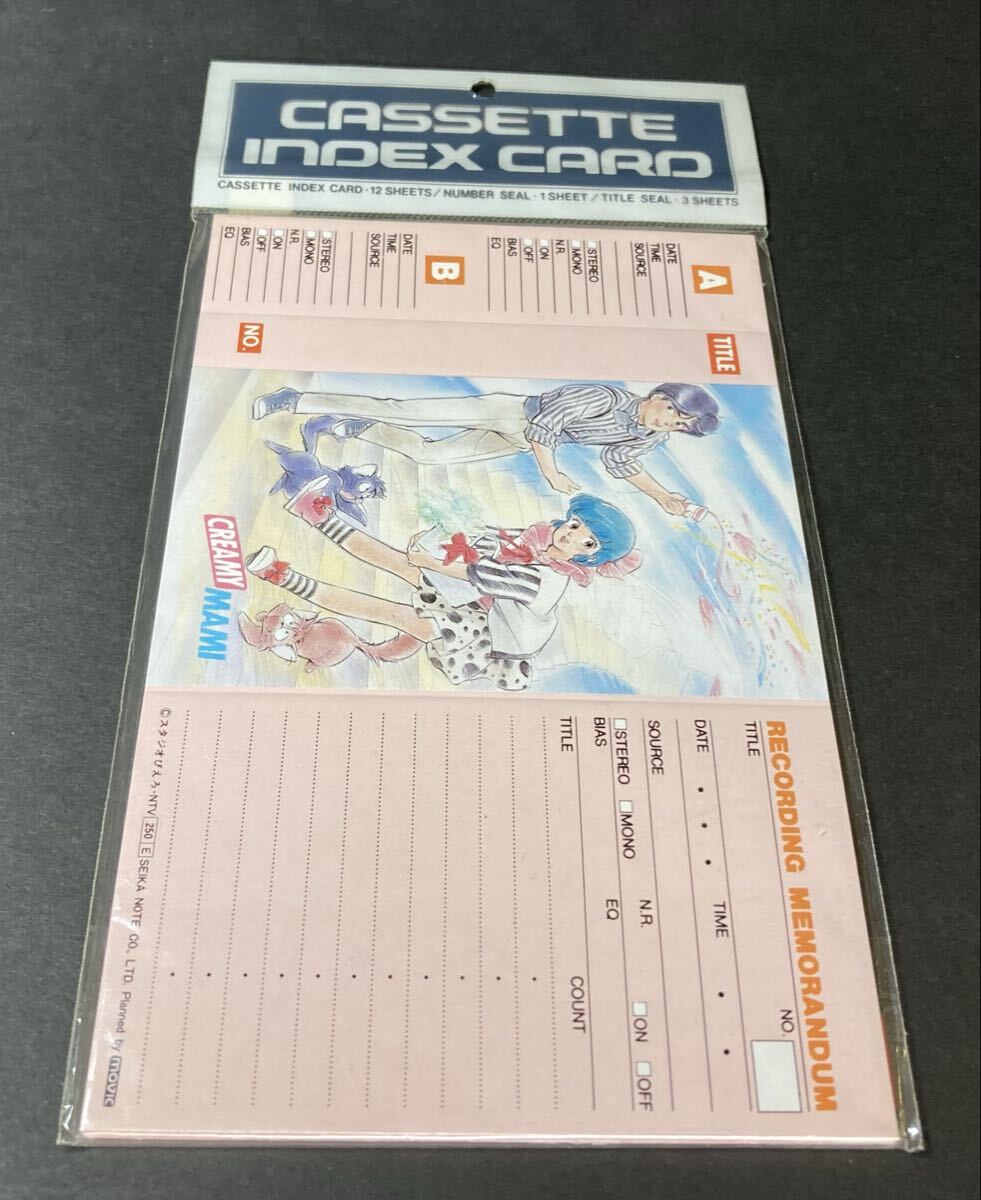 CASSETTE
INDEX CARD
CASSETTE INDEX CARD・12 SHEETS/NUMBER SEAL・1 SHEET/TITLE SEAL・3 SHEETS
A
DATE
TIME
SOURCE
□STEREO
□MONO
N.R.
□ON
□OFF
BIAS
EQ
B
DATE
TIME
SOURCE
□STEREO
□MONO
N.R.
□ON
□OFF
BIAS
EQ
TITLE
NO.
CREAMY MAMI
RECORDING MEMORANDUM
TITLE NO.
DATE ・ ・ ・ TIME ・ ・
SOURCE N.R. □ON □OFF
□STEREO □MONO EQ
BIAS
TITLE COUNT
©スタジオぴえろ・NTV 250 E SEIKA NOTE CO., LTD. Planned by movic